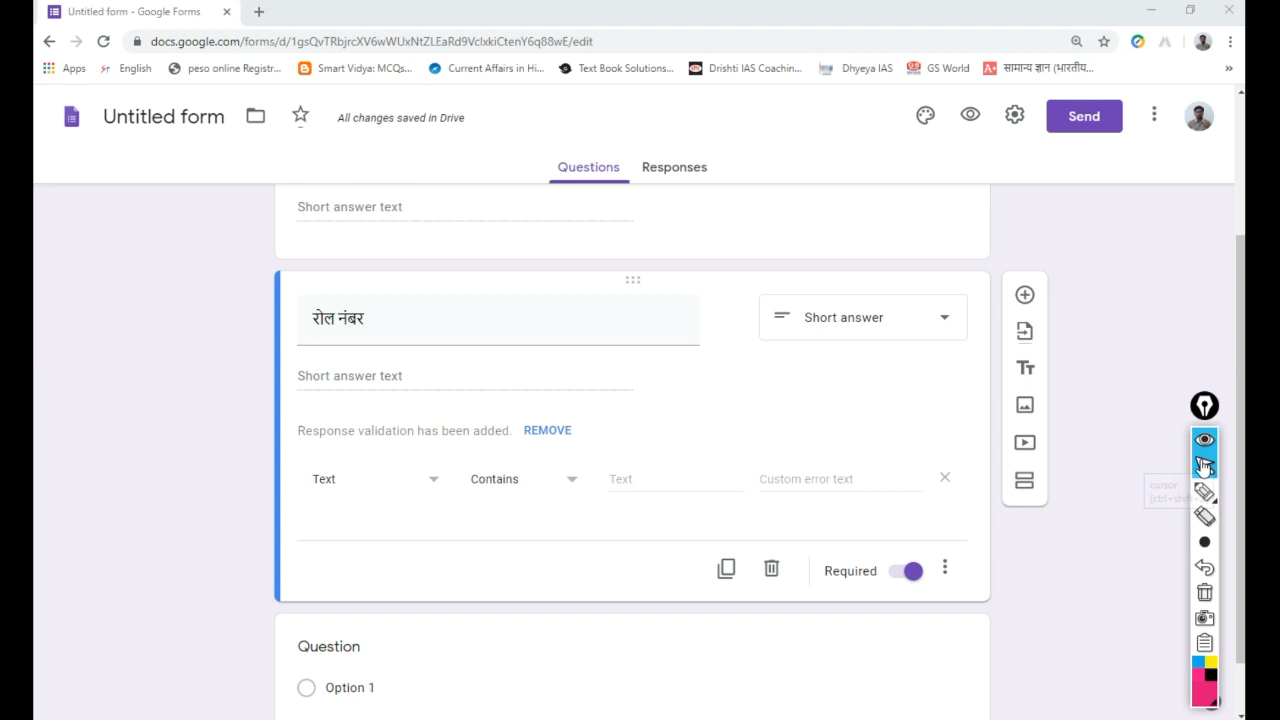 Untitled form - Google Forms
docs.google.com/forms/d/1gsQvTRbjrcXV6wWUxNtZLEaRd9VclxkiCtenY6q88wE/edit
Apps English peso online Registr... Smart Vidya: MCQs... Current Affairs in Hi... Text Book Solutions... Drishti IAS Coachin... Dhyeya IAS GS World सामान्य ज्ञान (भारतीय... »
Untitled form All changes saved in Drive Send
Questions Responses
Short answer text
रोल नंबर Short answer
Short answer text
Response validation has been added. REMOVE
Text Contains Text Custom error text
cursor
(ctrl+shift+
Required
Question
Option 1